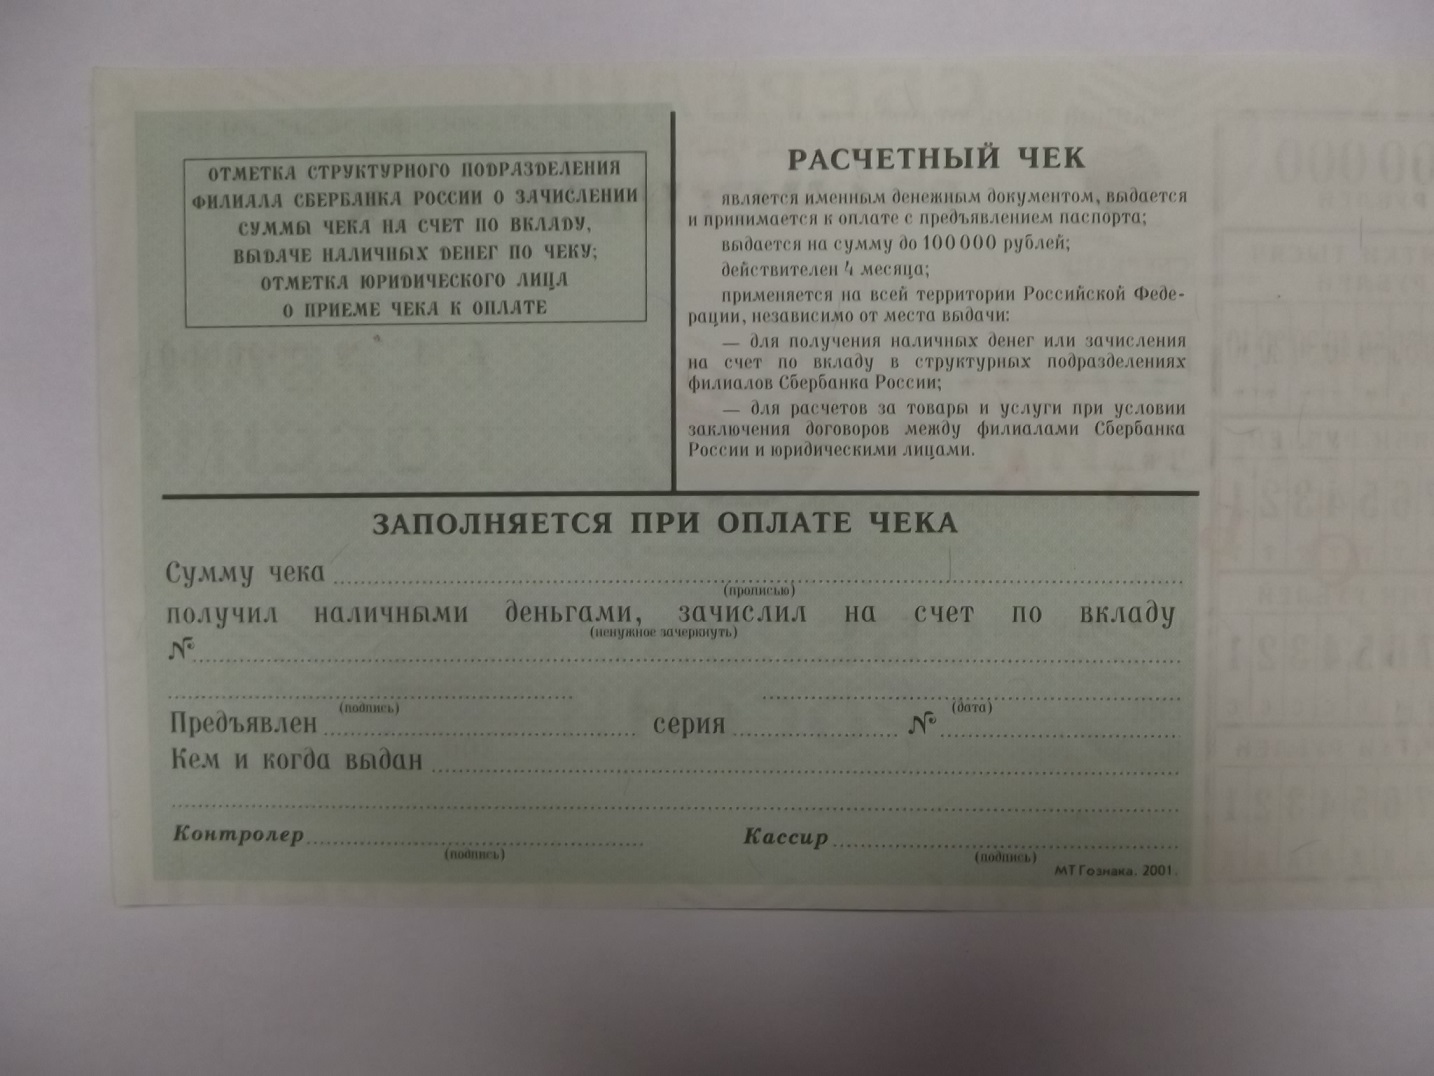 ОТМЕТКА СТРУКТУРНОГО ПОДРАЗДЕЛЕНИЯ
ФИЛИАЛА СБЕРБАНКА РОССИИ О ЗАЧИСЛЕНИИ
СУММЫ ЧЕКА НА СЧЕТ ПО ВКЛАДУ,
ВЫДАЧЕ НАЛИЧНЫХ ДЕНЕГ ПО ЧЕКУ;
ОТМЕТКА ЮРИДИЧЕСКОГО ЛИЦА
О ПРИЕМЕ ЧЕКА К ОПЛАТЕ
РАСЧЕТНЫЙ ЧЕК
является именным денежным документом, выдается
и принимается к оплате с предъявлением паспорта;
выдается на сумму до 100 000 рублей;
действителен 4 месяца;
применяется на всей территории Российской Феде-
рации, независимо от места выдачи:
— для получения наличных денег или зачисления
на счет по вкладу в структурных подразделениях
филиалов Сбербанка России;
— для расчетов за товары и услуги при условии
заключения договоров между филиалами Сбербанка
России и юридическими лицами.
ЗАПОЛНЯЕТСЯ ПРИ ОПЛАТЕ ЧЕКА
Сумму чека
(прописью)
получил наличными деньгами, зачислил на счет по вкладу
(ненужное зачеркнуть)
№
(подпись) (дата)
Предъявлен серия №
Кем и когда выдан
Контролер Кассир
(подпись) (подпись)
МТ Гознака. 2001.